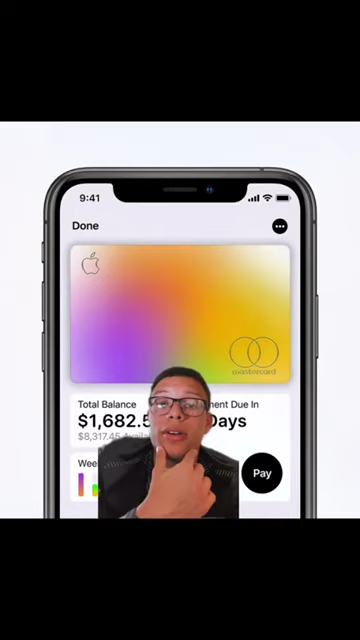 9:41
Done
mastercard
Total Balance
ment Due In
$1,682.5
Days
$8,317.45
Wee
Pay